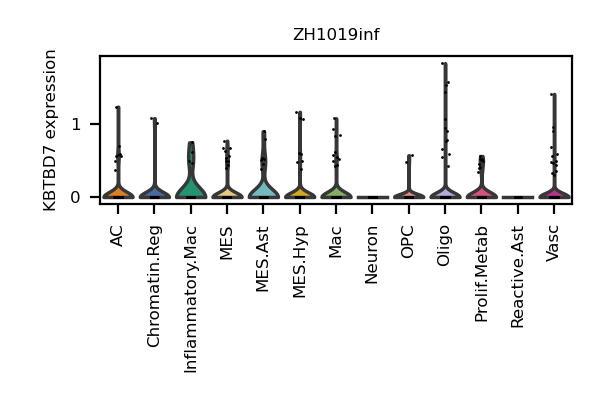 ZH1019inf
KBTBD7 expression
1
0
AC
Chromatin.Reg
Inflammatory.Mac
MES
MES.Ast
MES.Hyp
Mac
Neuron
OPC
Oligo
Prolif.Metab
Reactive.Ast
Vasc